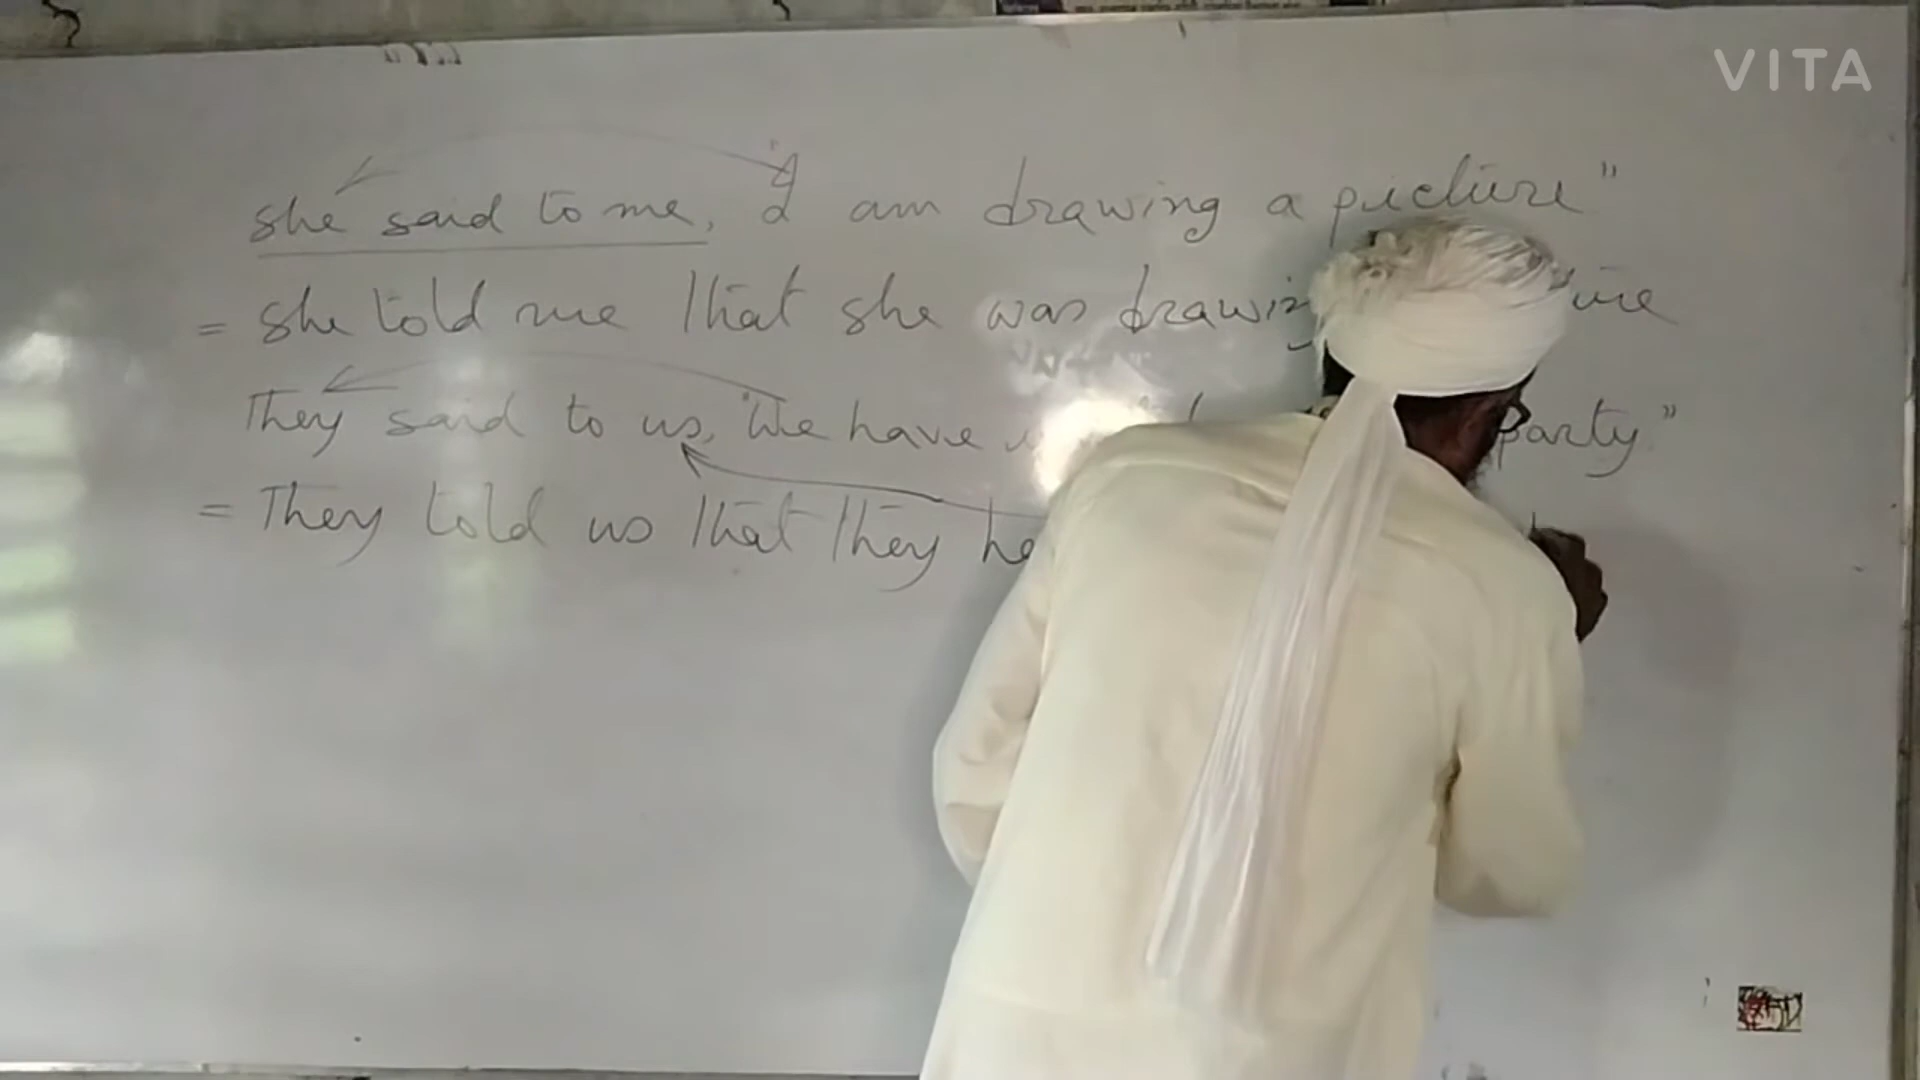 VITA
she said to me, "I am drawing a picture"
= she told me that she was drawing
They said to us, "We have party"
= They told us that they